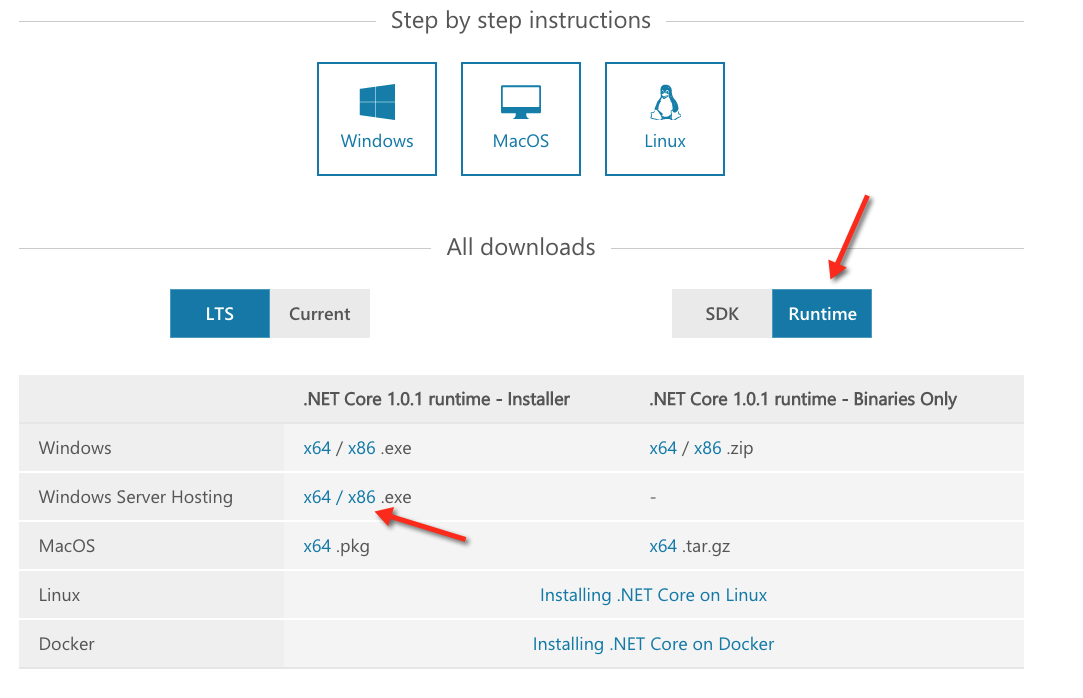 Step by step instructions
Windows MacOS Linux
All downloads
LTS Current SDK Runtime
.NET Core 1.0.1 runtime - Installer .NET Core 1.0.1 runtime - Binaries Only
Windows x64 / x86 .exe x64 / x86 .zip
Windows Server Hosting x64 / x86 .exe -
MacOS x64 .pkg x64 .tar.gz
Linux Installing .NET Core on Linux
Docker Installing .NET Core on Docker